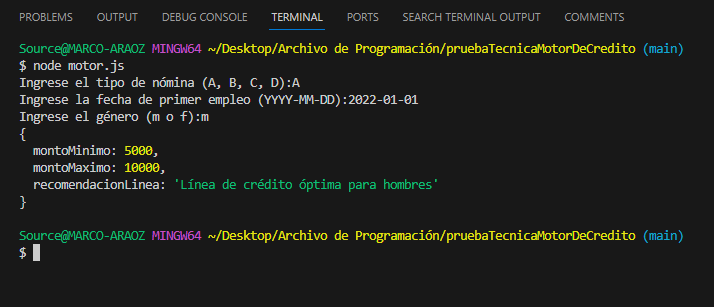 PROBLEMS OUTPUT DEBUG CONSOLE TERMINAL PORTS SEARCH TERMINAL OUTPUT COMMENTS
Source@MARCO-ARAOZ MINGW64 ~/Desktop/Archivo de Programación/pruebaTecnicaMotorDeCredito (main)
$ node motor.js
Ingrese el tipo de nómina (A, B, C, D):A
Ingrese la fecha de primer empleo (YYYY-MM-DD):2022-01-01
Ingrese el género (m o f):m
{
  montoMinimo: 5000,
  montoMaximo: 10000,
  recomendacionLinea: 'Línea de crédito óptima para hombres'
}
Source@MARCO-ARAOZ MINGW64 ~/Desktop/Archivo de Programación/pruebaTecnicaMotorDeCredito (main)
$